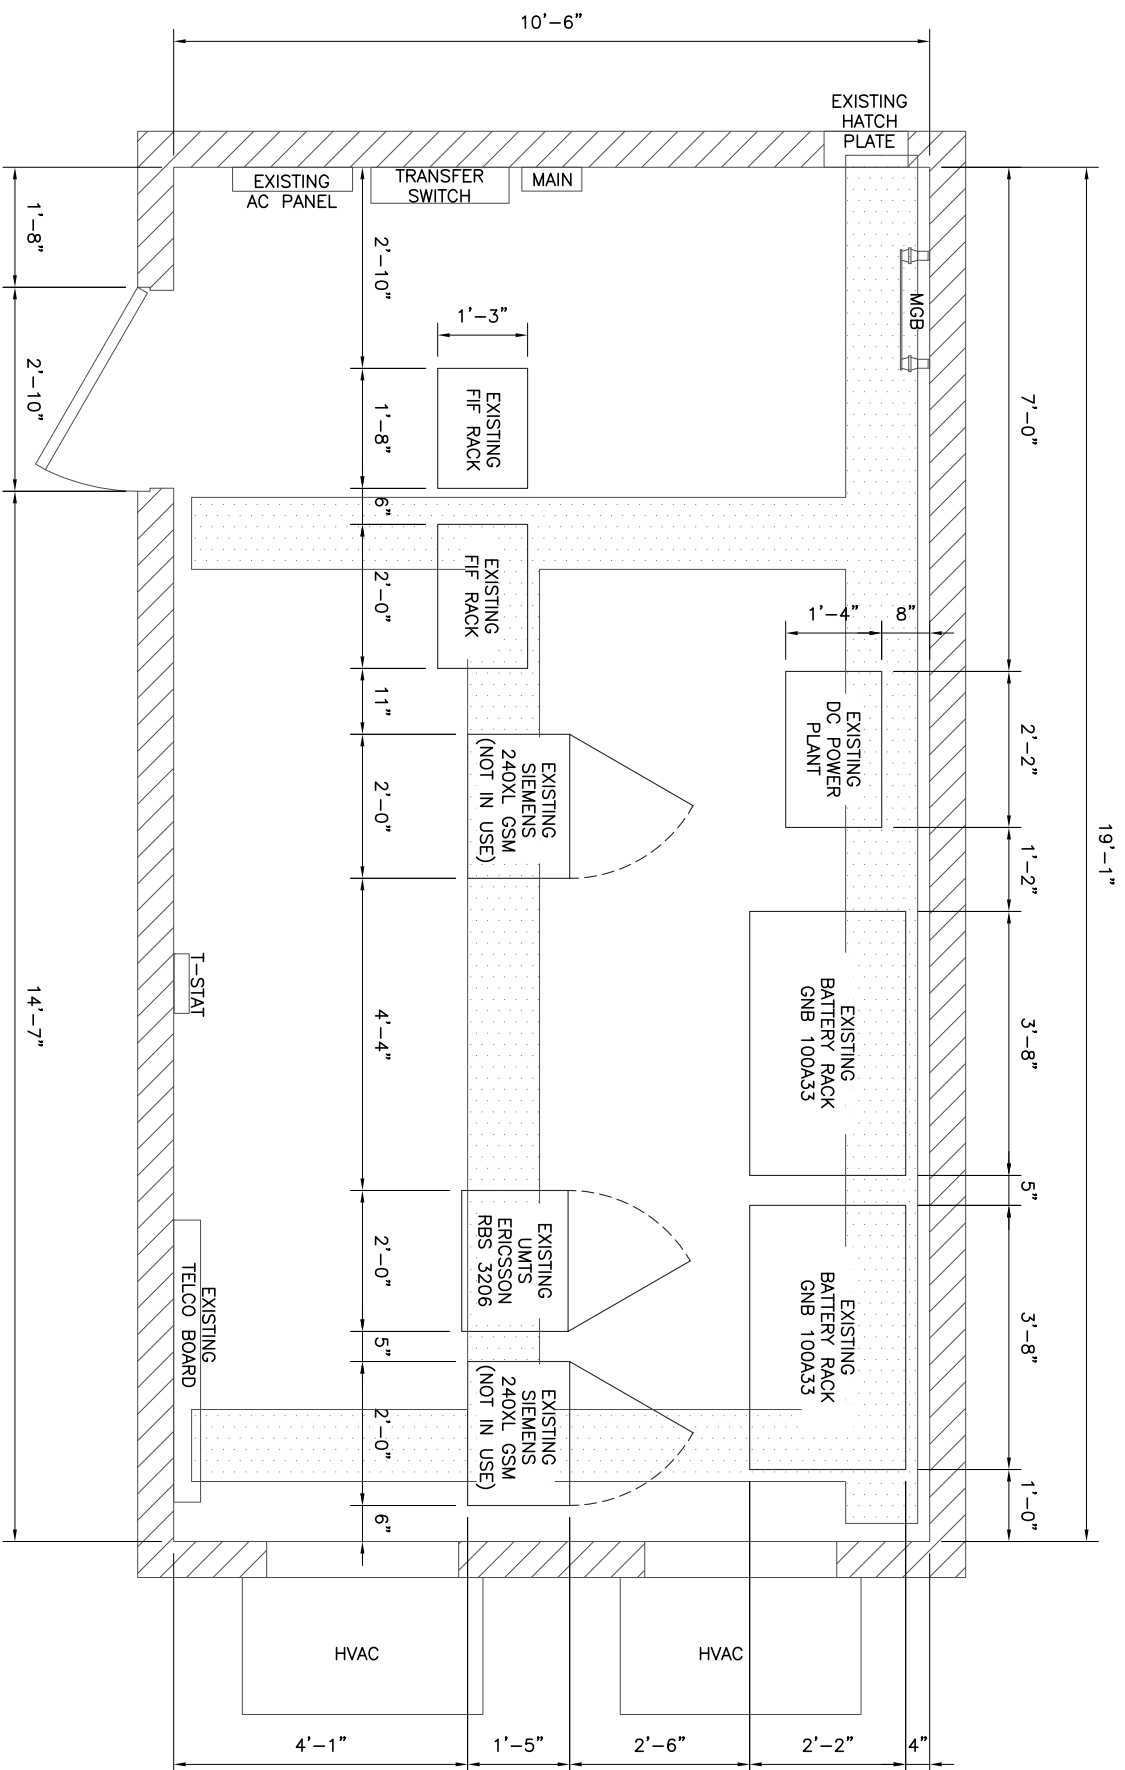 10'-6"
EXISTING
HATCH
PLATE
EXISTING
AC PANEL
TRANSFER
SWITCH
MAIN
MGB
1'-8"
2'-10"
14'-7"
2'-10"
1'-3"
1'-8"
6"
2'-0"
11"
2'-0"
4'-4"
2'-0"
5"
2'-0"
6"
EXISTING
FIF RACK
EXISTING
FIF RACK
EXISTING
SIEMENS
240XL GSM
(NOT IN USE)
EXISTING
UMTS
ERICSSON
RBS 3206
EXISTING
SIEMENS
240XL GSM
(NOT IN USE)
1'-4"
8"
EXISTING
DC POWER
PLANT
EXISTING
BATTERY RACK
GNB 100A33
EXISTING
BATTERY RACK
GNB 100A33
7'-0"
2'-2"
1'-2"
3'-8"
5"
3'-8"
1'-0"
19'-1"
T-STAT
EXISTING
TELCO BOARD
HVAC
HVAC
4'-1"
1'-5"
2'-6"
2'-2"
4"